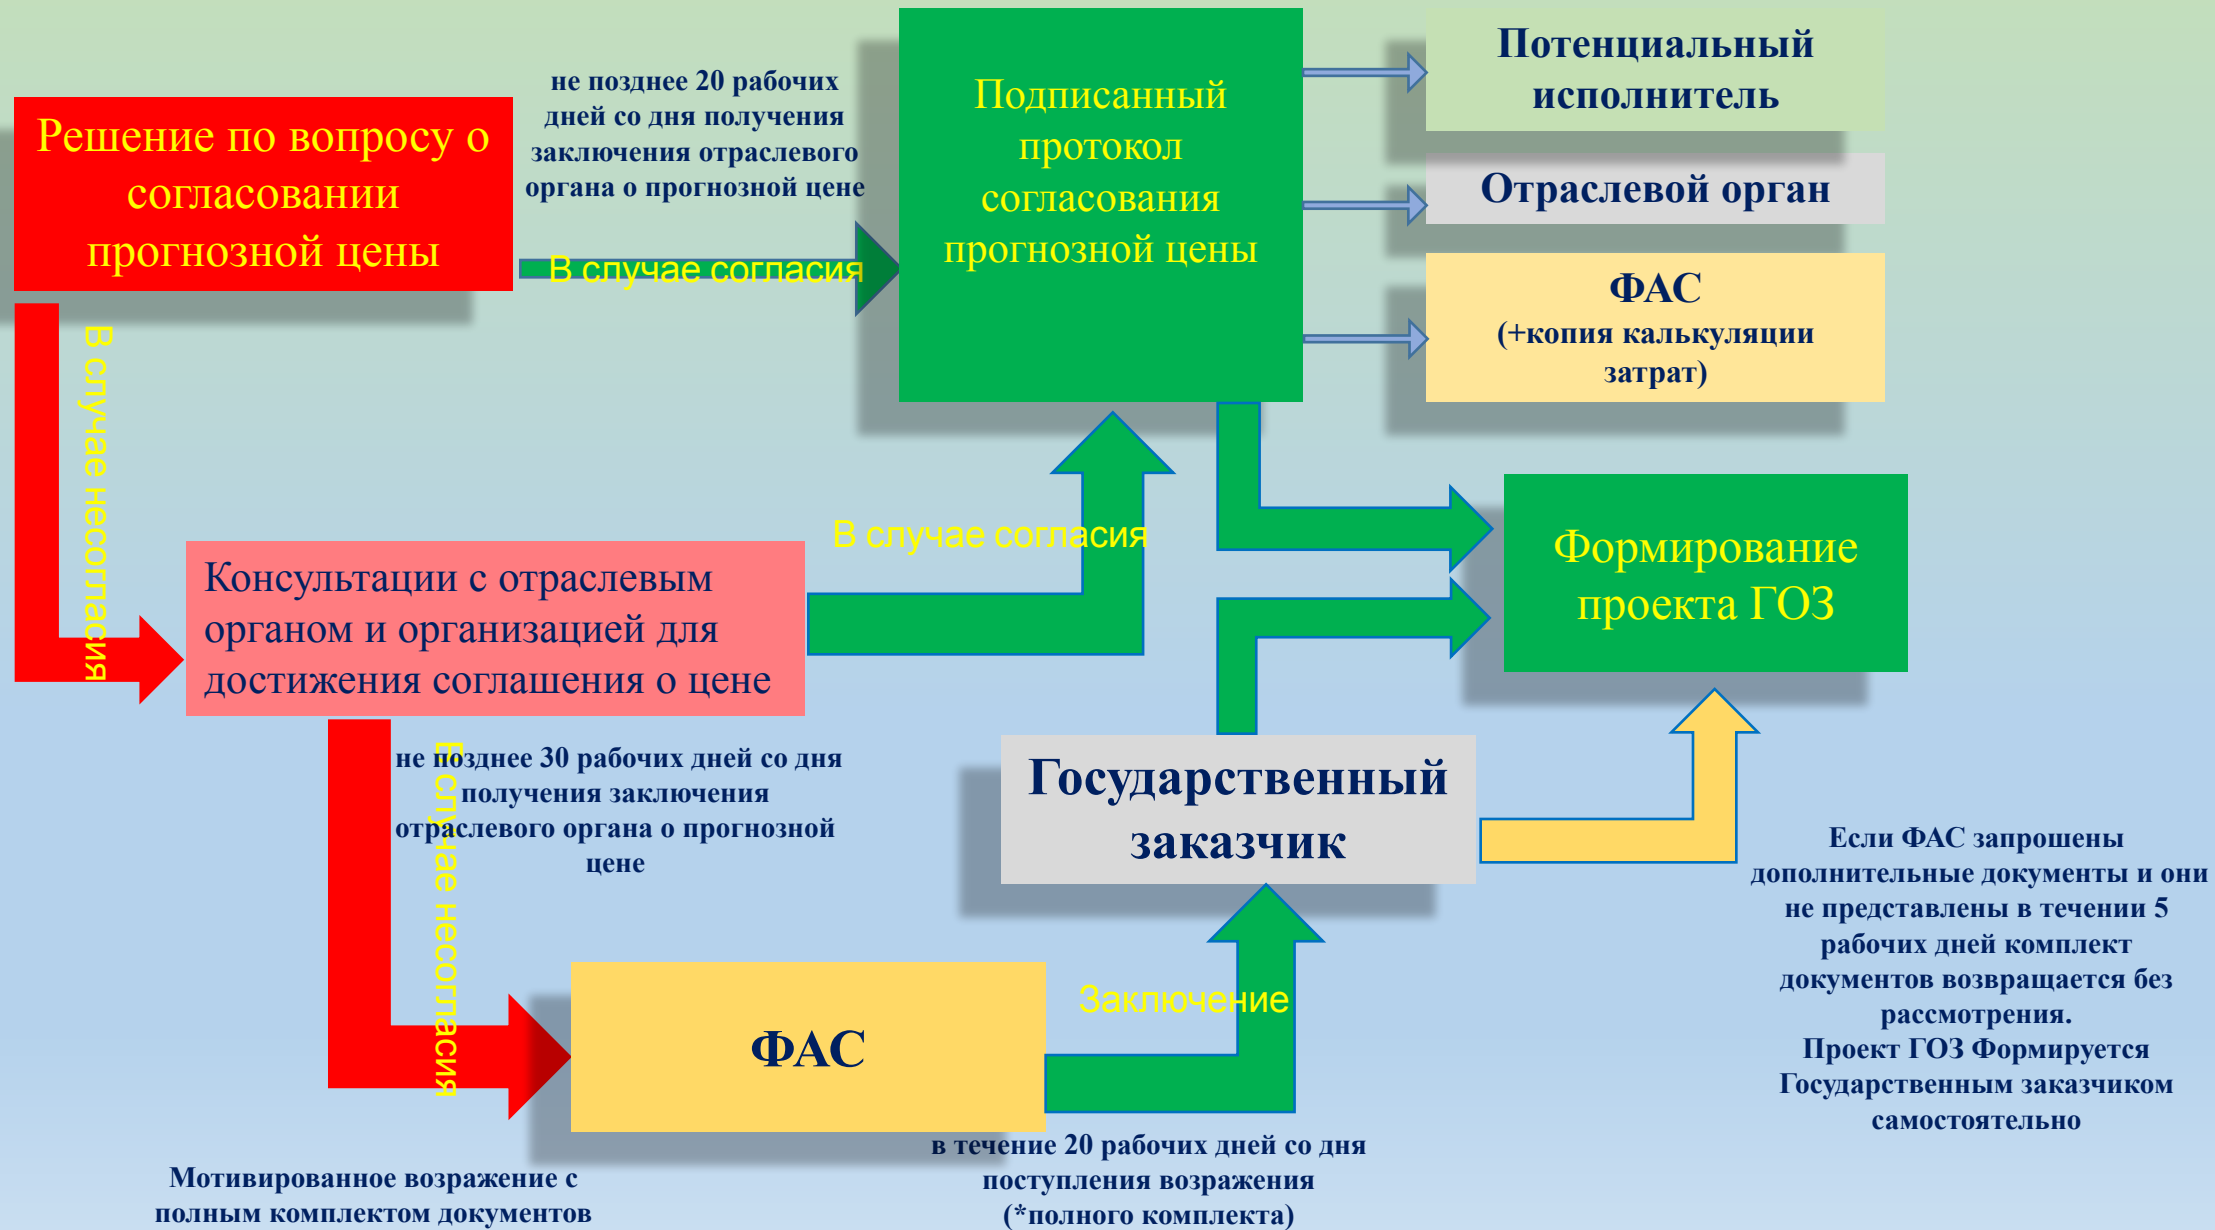 Решение по вопросу о
согласовании
прогнозной цены
не позднее 20 рабочих
дней со дня получения
заключения отраслевого
органа о прогнозной цене
В случае согласия
Подписанный
протокол
согласования
прогнозной цены
Потенциальный
исполнитель
Отраслевой орган
ФАС
(+копия калькуляции
затрат)
В случае несогласия
Консультации с отраслевым
органом и организацией для
достижения соглашения о цене
В случае согласия
Формирование
проекта ГОЗ
не позднее 30 рабочих дней со дня
получения заключения
отраслевого органа о прогнозной
цене
В случае несогласия
Государственный
заказчик
Если ФАС запрошены
дополнительные документы и они
не представлены в течении 5
рабочих дней комплект
документов возвращается без
рассмотрения.
Проект ГОЗ Формируется
Государственным заказчиком
самостоятельно
ФАС
Заключение
в течение 20 рабочих дней со дня
поступления возражения
(*полного комплекта)
Мотивированное возражение с
полным комплектом документов